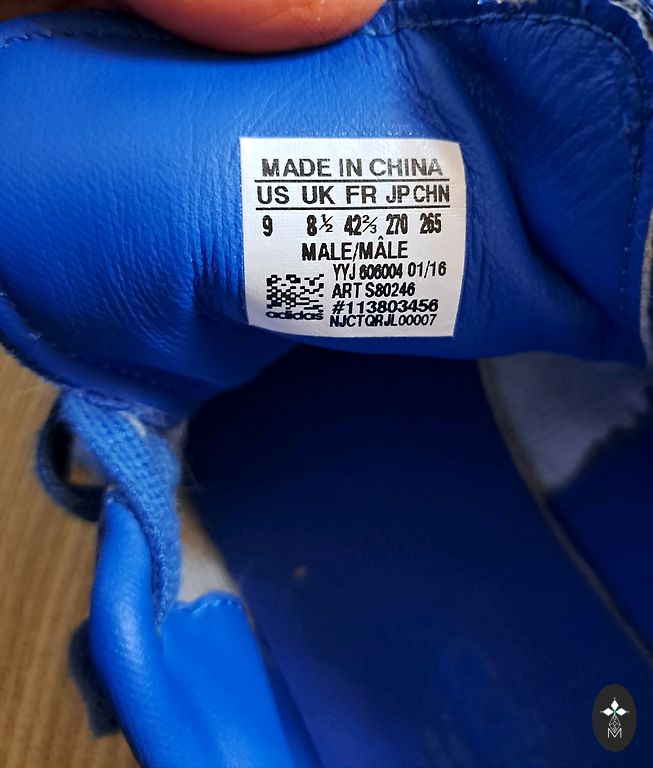 MADE IN CHINA
US UK FR JP CHN
9 8½ 42⅔ 270 265
MALE/MÂLE
YYJ 606004 01/16
ART S80246
#113803456
adidas NJCTQRJL00007
M